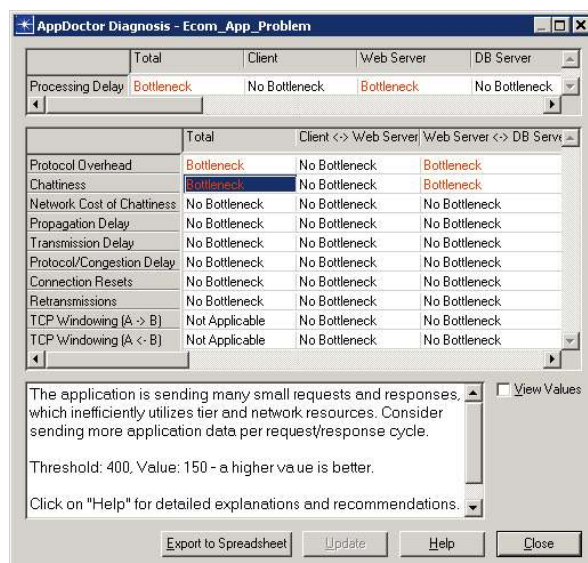 AppDoctor Diagnosis - Ecom_App_Problem
Total Client Web Server DB Server
Processing Delay Bottleneck No Bottleneck Bottleneck No Bottleneck
Total Client <-> Web Server Web Server <-> DB Serve
Protocol Overhead Bottleneck No Bottleneck Bottleneck
Chattiness Bottleneck No Bottleneck Bottleneck
Network Cost of Chattiness No Bottleneck No Bottleneck No Bottleneck
Propagation Delay No Bottleneck No Bottleneck No Bottleneck
Transmission Delay No Bottleneck No Bottleneck No Bottleneck
Protocol/Congestion Delay No Bottleneck No Bottleneck No Bottleneck
Connection Resets No Bottleneck No Bottleneck No Bottleneck
Retransmissions No Bottleneck No Bottleneck No Bottleneck
TCP Windowing (A -> B) Not Applicable No Bottleneck No Bottleneck
TCP Windowing (A <- B) Not Applicable No Bottleneck No Bottleneck
The application is sending many small requests and responses,
which inefficiently utilizes tier and network resources. Consider
sending more application data per request/response cycle.
Threshold: 400, Value: 150 - a higher value is better.
Click on "Help" for detailed explanations and recommendations.
View Values
Export to Spreadsheet Update Help Close